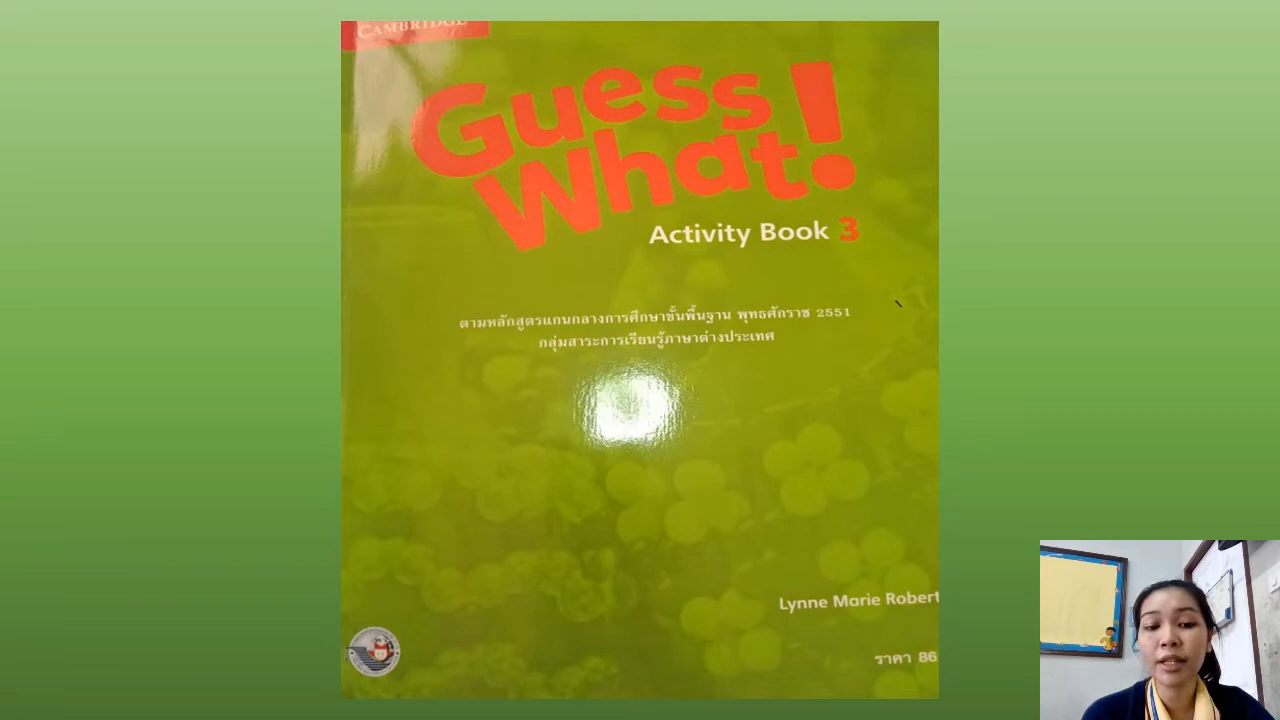 CAMBRIDGE
Guess
What!
Activity Book 3
ตามหลักสูตรแกนกลางการศึกษาขั้นพื้นฐาน พุทธศักราช 2551
กลุ่มสาระการเรียนรู้ภาษาต่างประเทศ
Lynne Marie Robert
ราคา 86